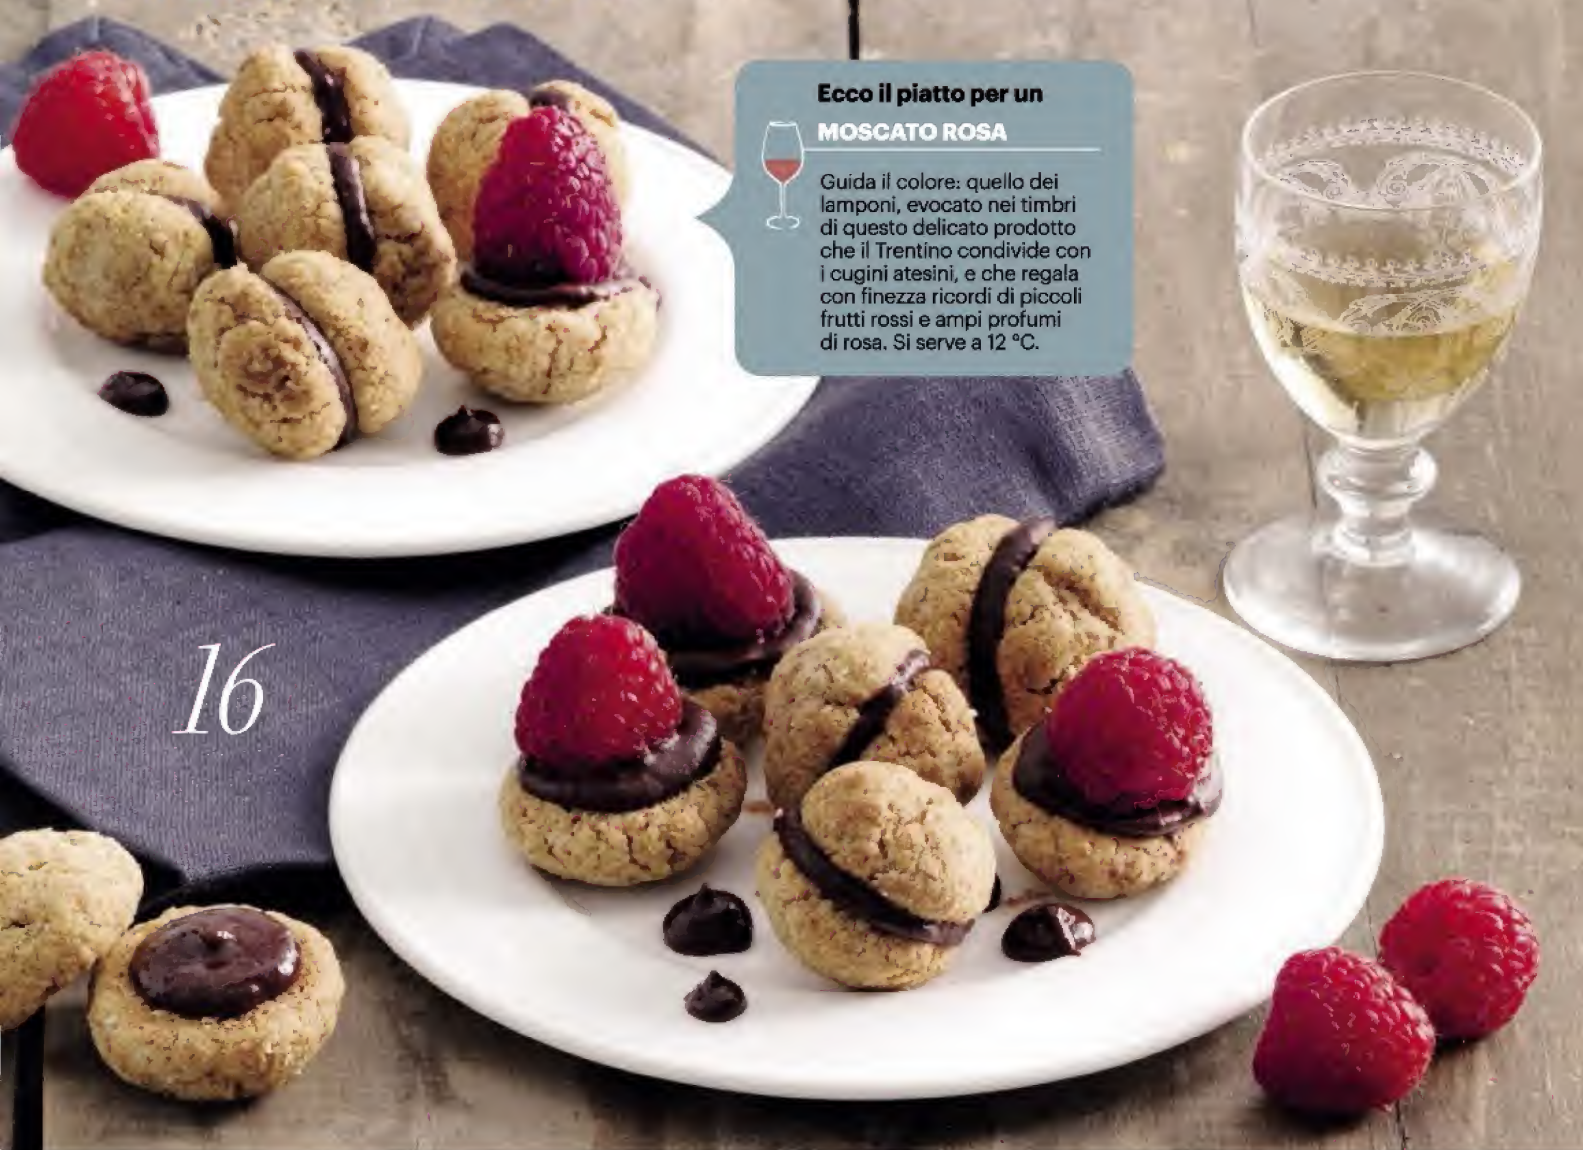 Ecco il piatto per un
MOSCATO ROSA
Guida il colore: quello dei
lamponi, evocato nei timbri
di questo delicato prodotto
che il Trentino condivide con
i cugini atesini, e che regala
con finezza ricordi di piccoli
frutti rossi e ampi profumi
di rosa. Si serve a 12 °C.
16